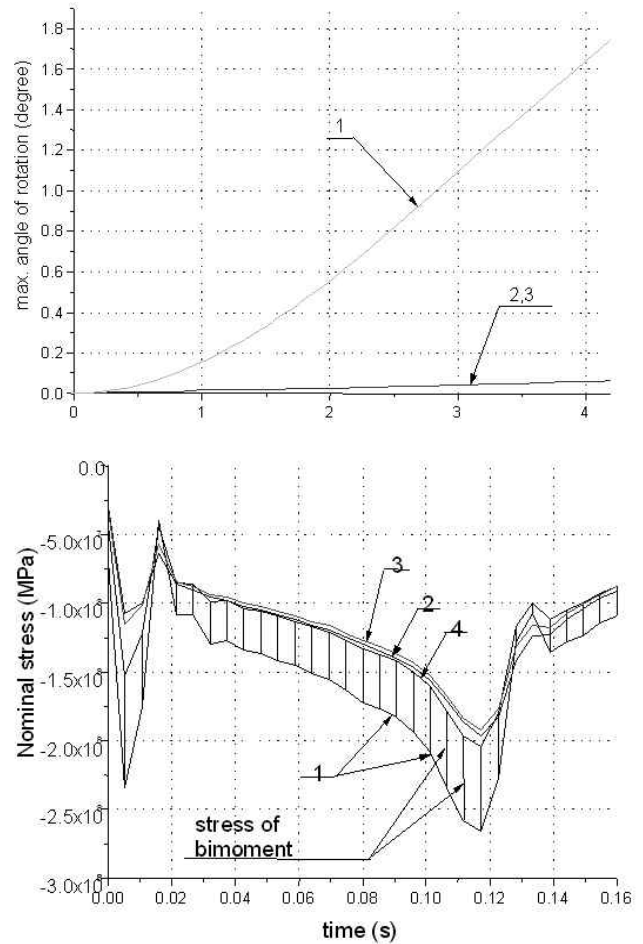 1.8
1.6
1.4
1.2
1.0
0.8
0.6
0.4
0.2
0.0
max. angle of rotation (degree)
1
2,3
0 1 2 3 4
0.0
-5.0x10
-1.0x10
-1.5x10
-2.0x10
-2.5x10
-3.0x10
Nominal stress (MPa)
3
2
4
1
stress of
bimoment
0.00 0.02 0.04 0.06 0.08 0.10 0.12 0.14 0.16
time (s)